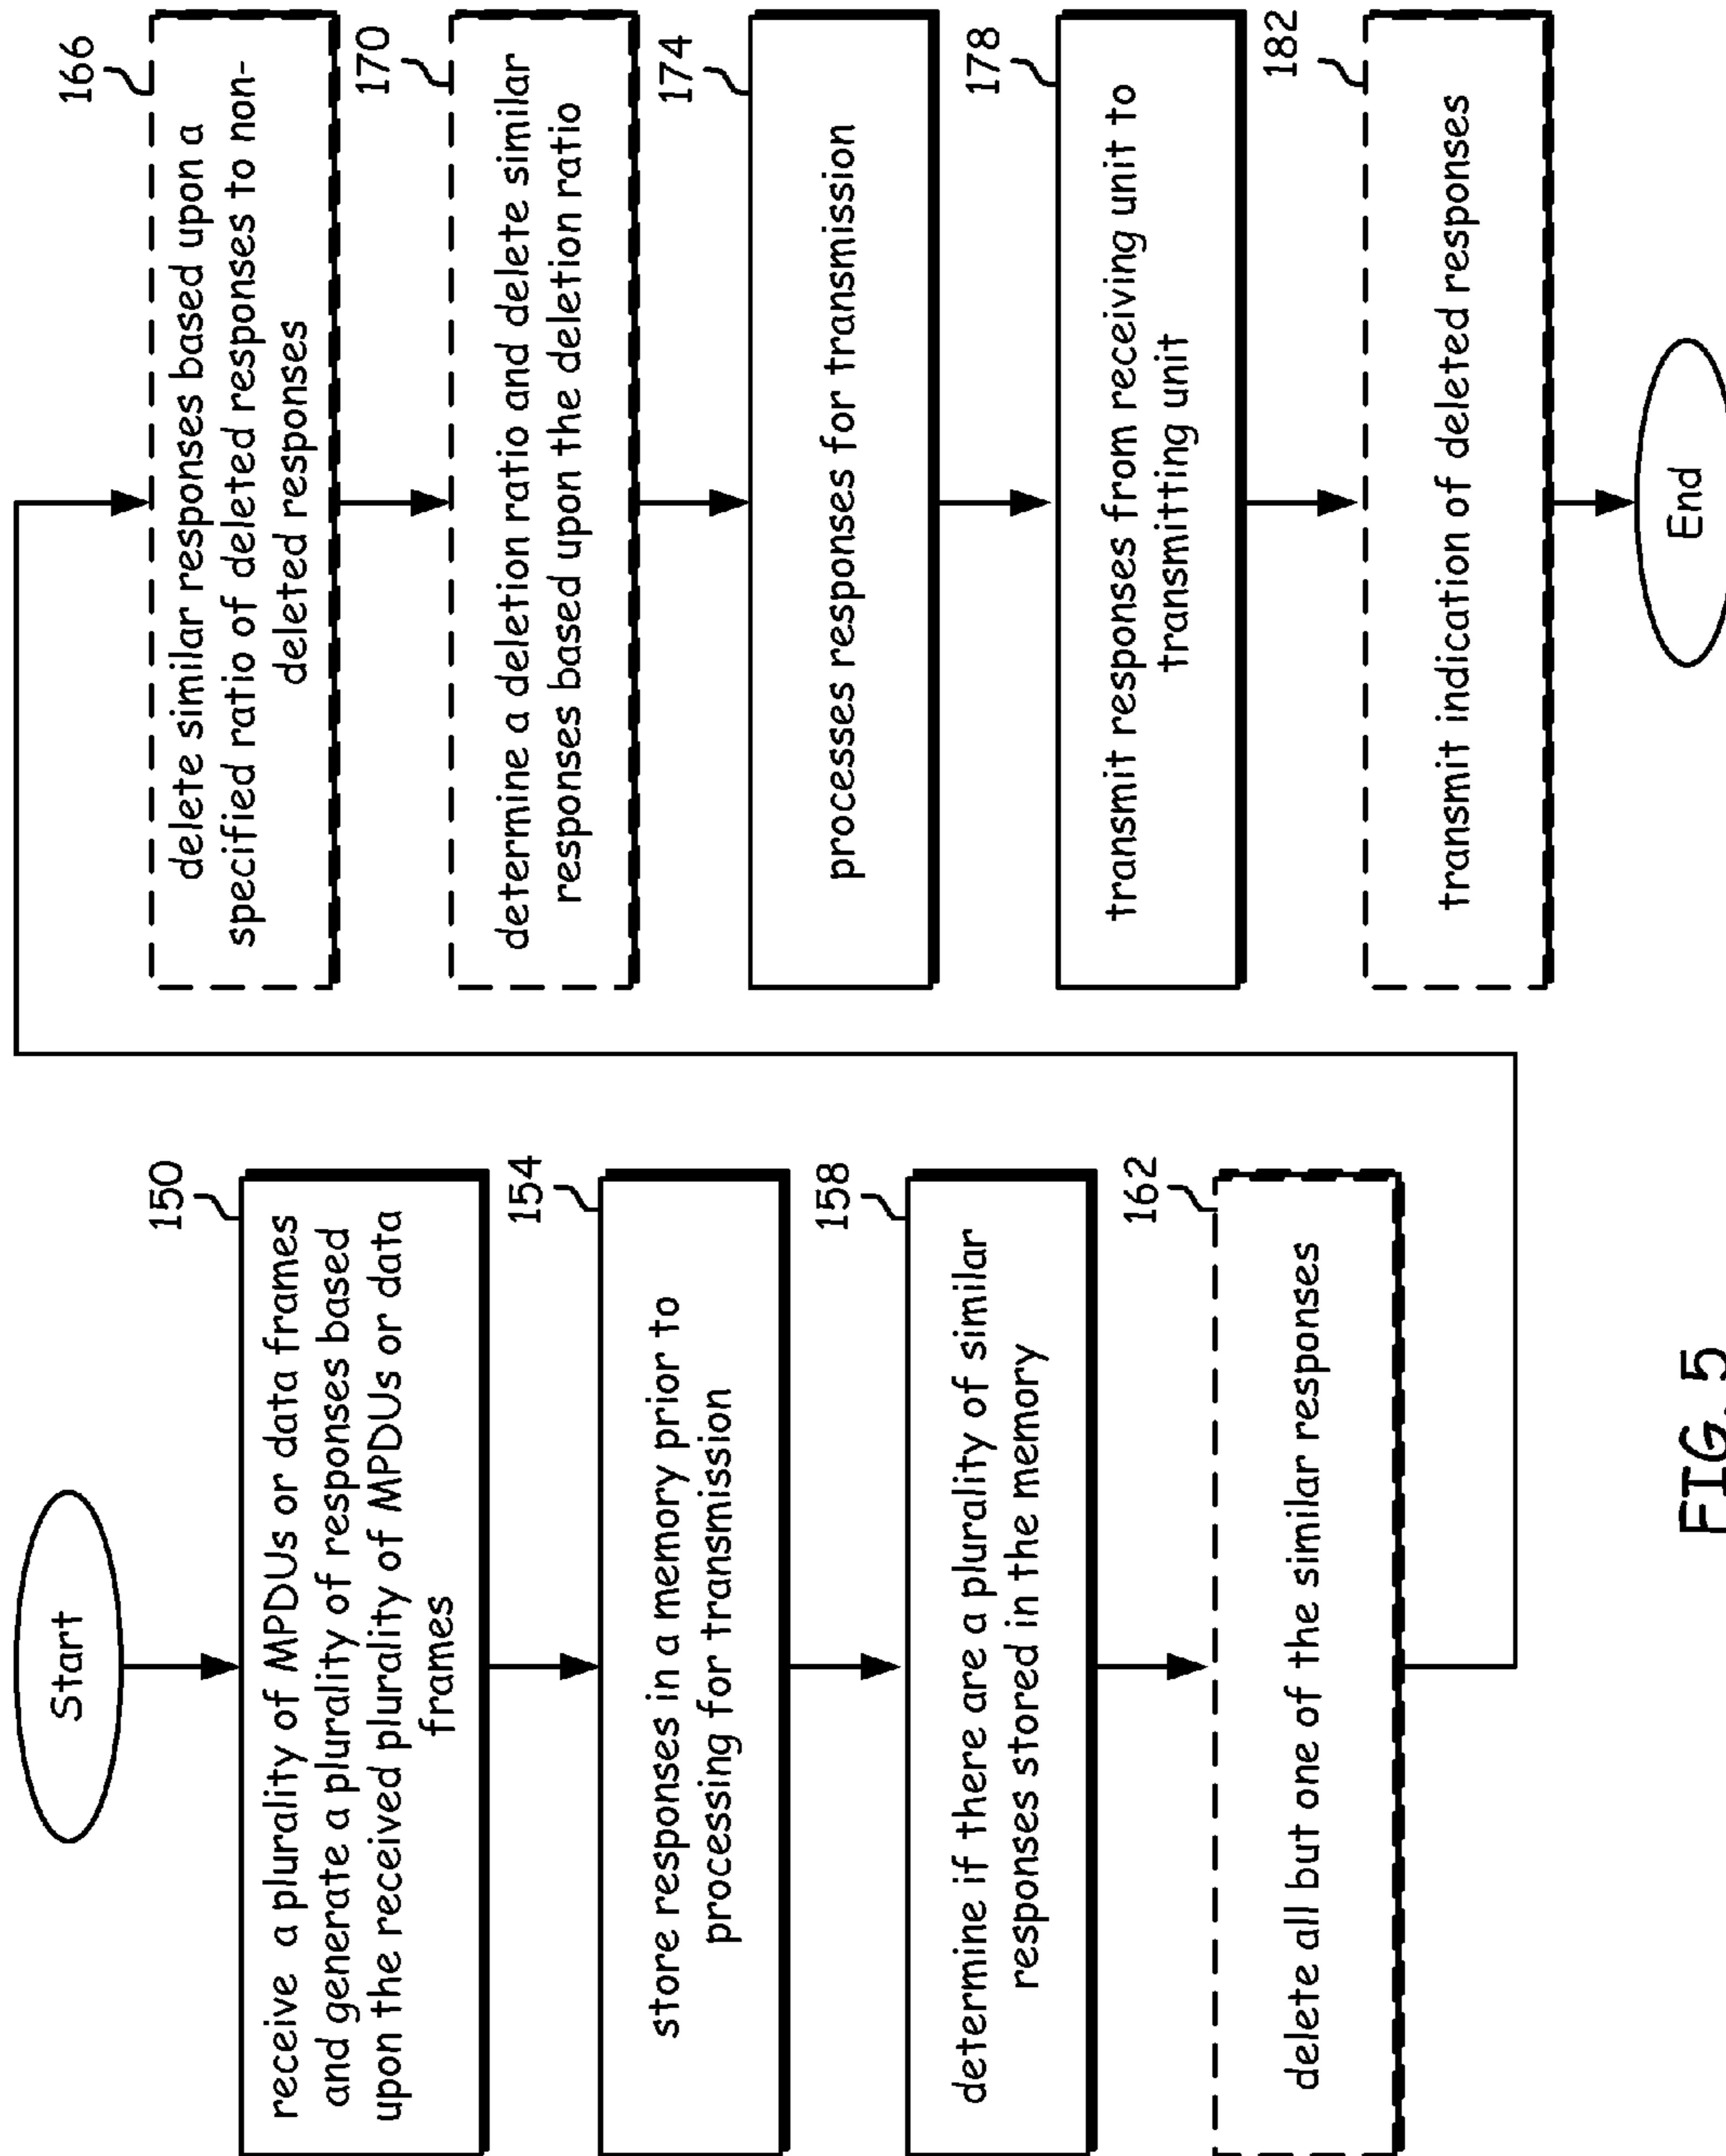 Start
150
receive a plurality of MPDUs or data frames
and generate a plurality of responses based
upon the received plurality of MPDUs or data
frames
154
store responses in a memory prior to
processing for transmission
158
determine if there are a plurality of similar
responses stored in the memory
162
delete all but one of the similar responses
166
delete similar responses based upon a
specified ratio of deleted responses to non-
deleted responses
170
determine a deletion ratio and delete similar
responses based upon the deletion ratio
174
processes responses for transmission
178
transmit responses from receiving unit to
transmitting unit
182
transmit indication of deleted responses
End
FIG. 5